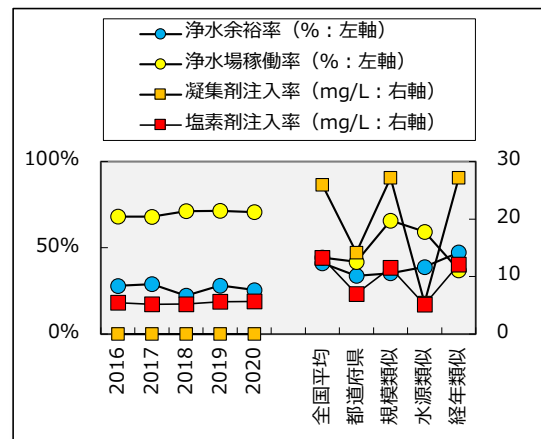 浄水余裕率（%：左軸）
浄水場稼働率（%：左軸）
凝集剤注入率（mg/L：右軸）
塩素剤注入率（mg/L：右軸）
100%
50%
0%
30
20
10
0
2016
2017
2018
2019
2020
全国平均
都道府県
規模類似
水源類似
経年類似